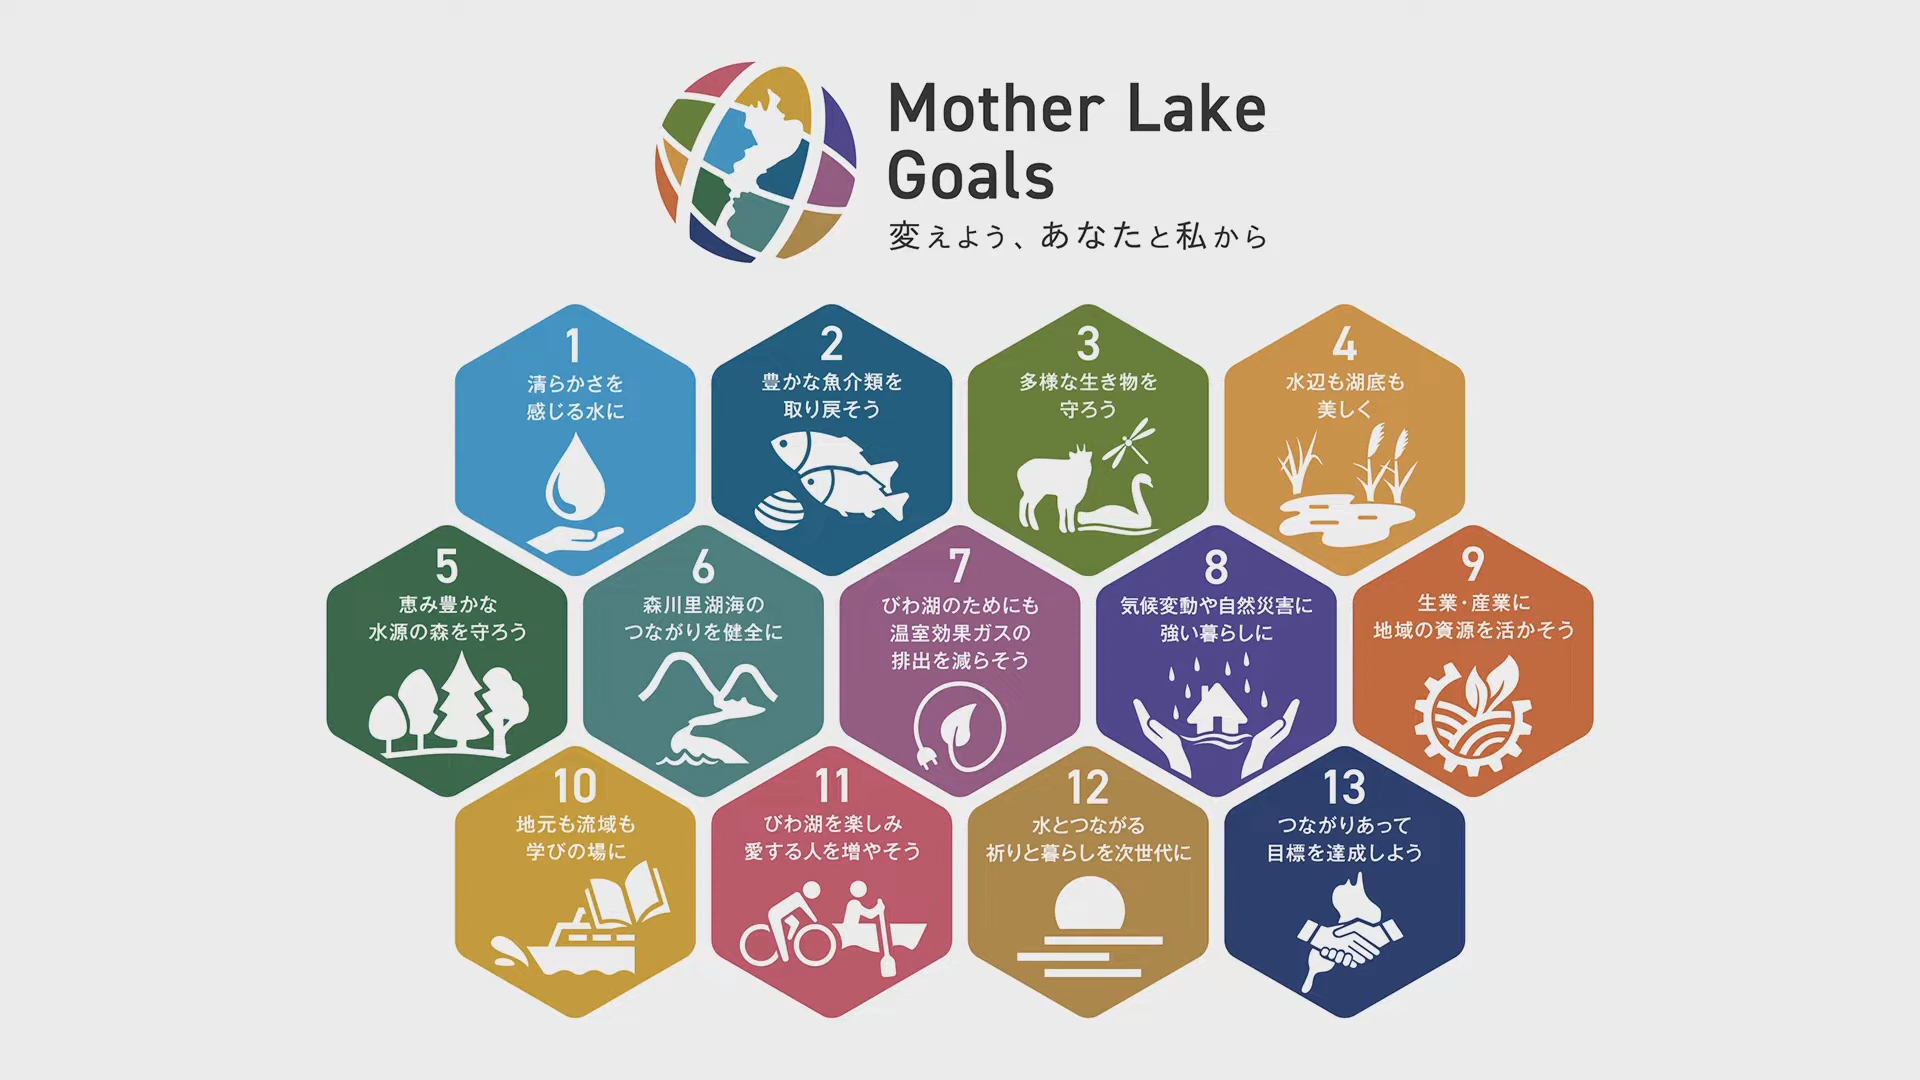 Mother Lake
Goals
変えよう、あなたと私から
1
清らかさを
感じる水に
2
豊かな魚介類を
取り戻そう
3
多様な生き物を
守ろう
4
水辺も湖底も
美しく
5
恵み豊かな
水源の森を守ろう
6
森川里湖海の
つながりを健全に
7
びわ湖のためにも
温室効果ガスの
排出を減らそう
8
気候変動や自然災害に
強い暮らしに
9
生業・産業に
地域の資源を活かそう
10
地元も流域も
学びの場に
11
びわ湖を楽しみ
愛する人を増やそう
12
水とつながる
祈りと暮らしを次世代に
13
つながりあって
目標を達成しよう